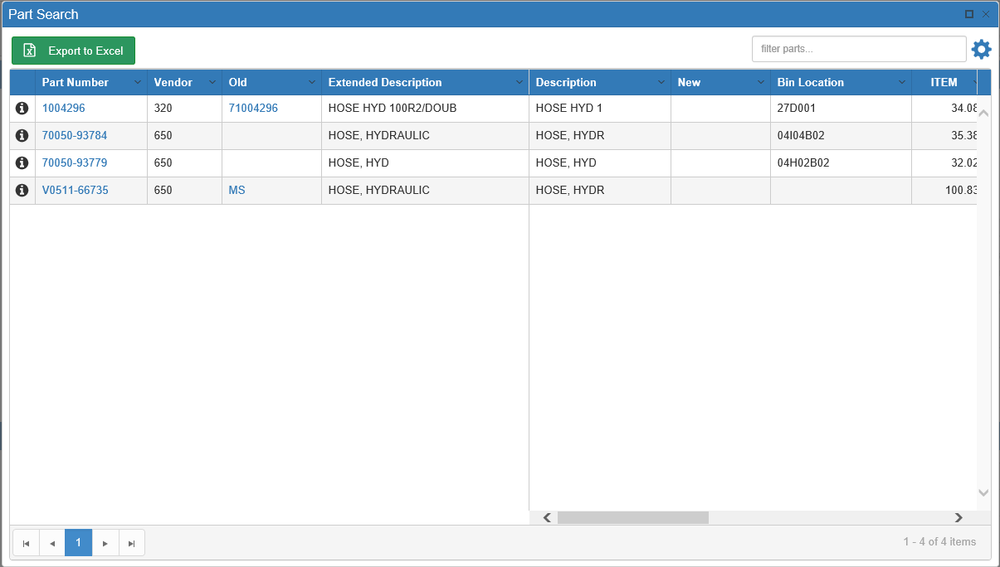 Part Search
Export to Excel filter parts...
Part Number Vendor Old Extended Description Description New Bin Location ITEM
1004296 320 71004296 HOSE HYD 100R2/DOUB HOSE HYD 1 27D001 34.08
70050-93784 650 HOSE, HYDRAULIC HOSE, HYDR 04I04B02 35.38
70050-93779 650 HOSE, HYD HOSE, HYD 04H02B02 32.02
V0511-66735 650 MS HOSE, HYDRAULIC HOSE, HYDR 100.83
1 1 - 4 of 4 items